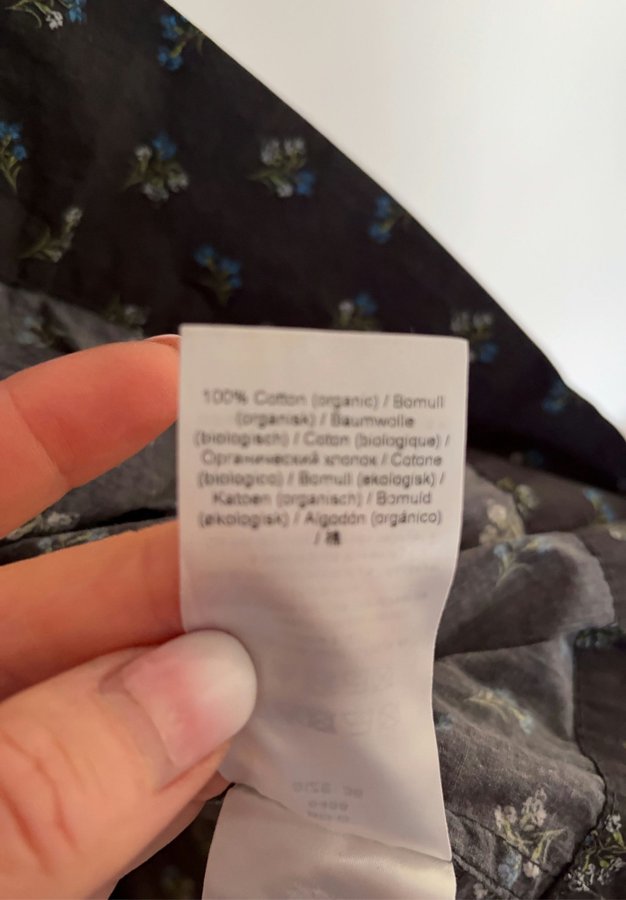 100% Cotton (organic) / Bomull
(organisk) / Baumwolle
(biologisch) / Coton (biologique) /
Органический хлопок / Cotone
(biologico) / Bomull (økologisk) /
Katoen (organisch) / Bomuld
(økologisk) / Algodón (orgánico)
/ 棉